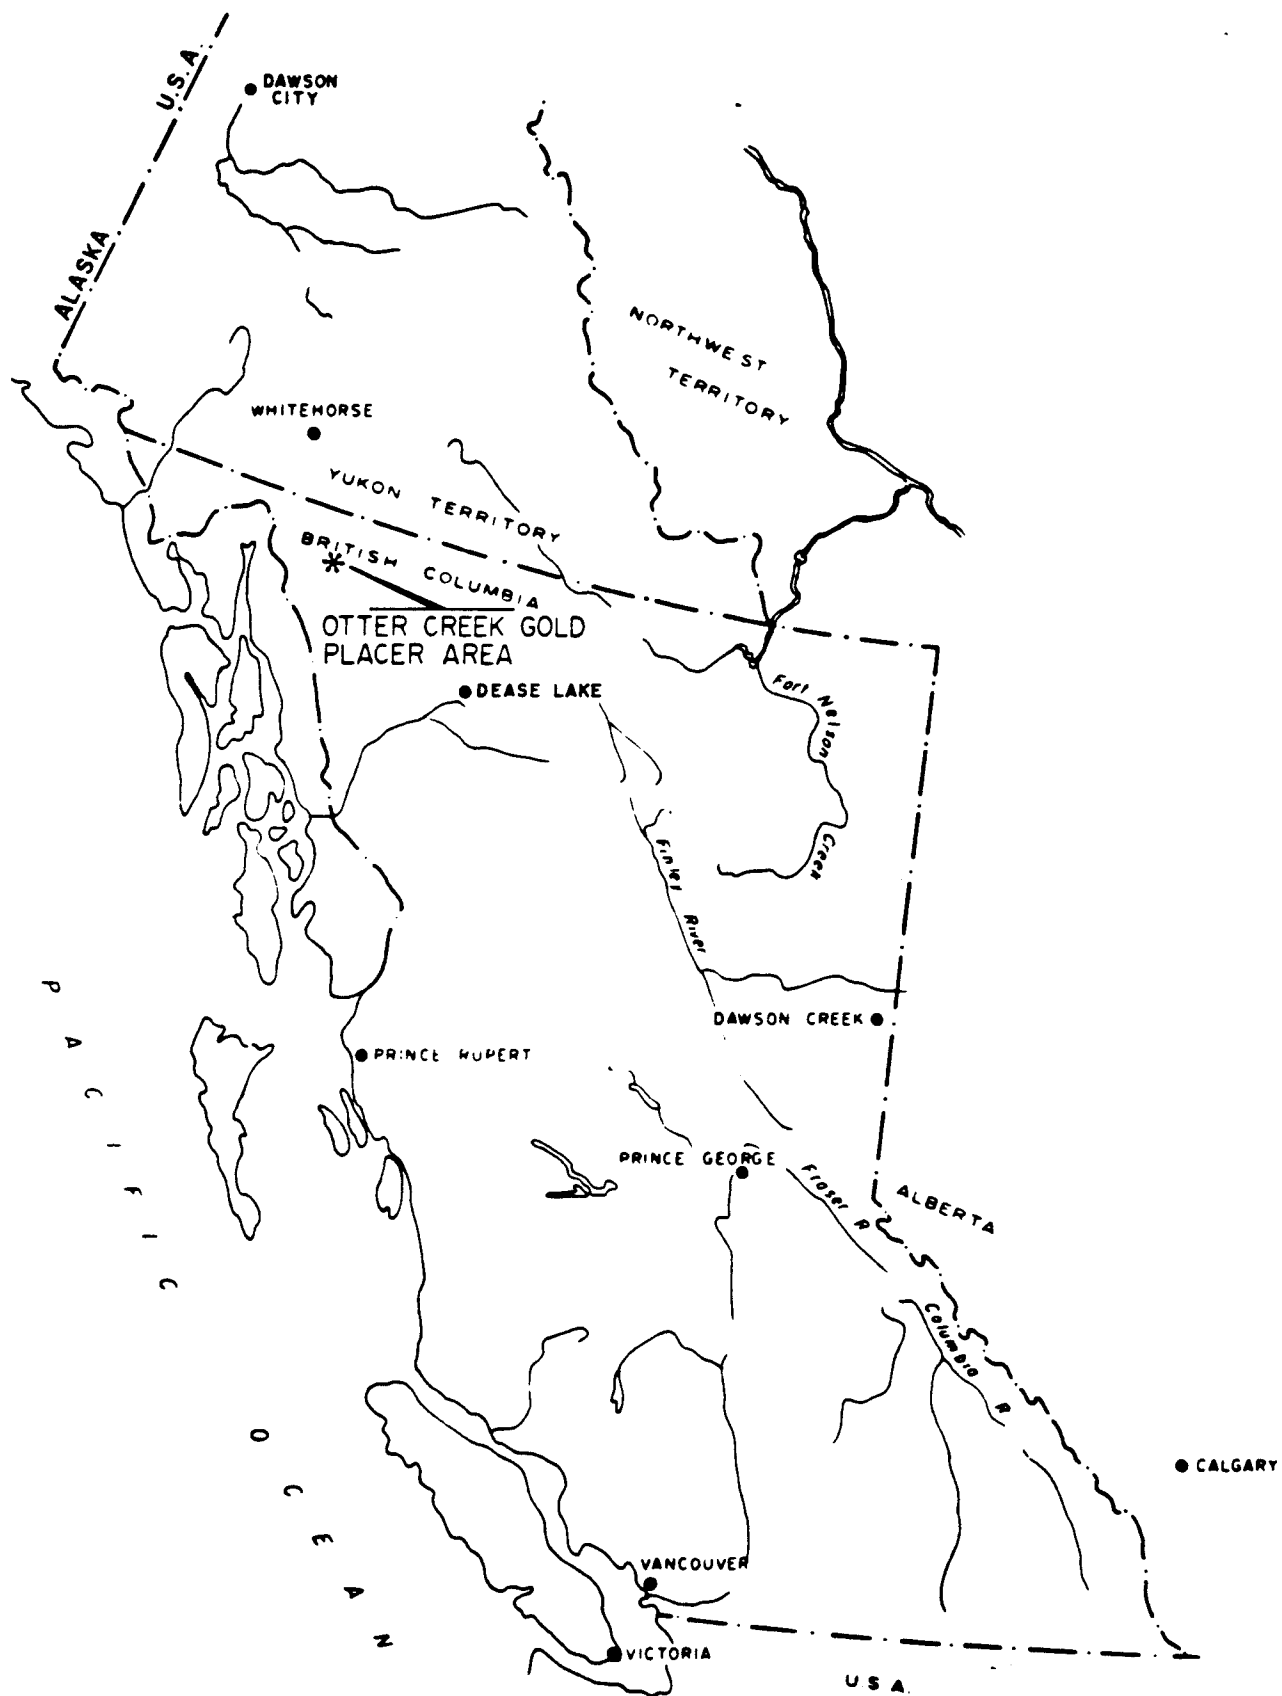 U.S.A.
ALASKA
DAWSON
CITY
NORTHWEST
TERRITORY
WHITEHORSE
YUKON TERRITORY
BRITISH COLUMBIA
OTTER CREEK GOLD
PLACER AREA
DEASE LAKE
Fort Nelson Creek
Finley River
DAWSON CREEK
PRINCE RUPERT
PACIFIC OCEAN
PRINCE GEORGE
Fraser R
ALBERTA
Columbia R
CALGARY
VANCOUVER
VICTORIA
U.S.A.